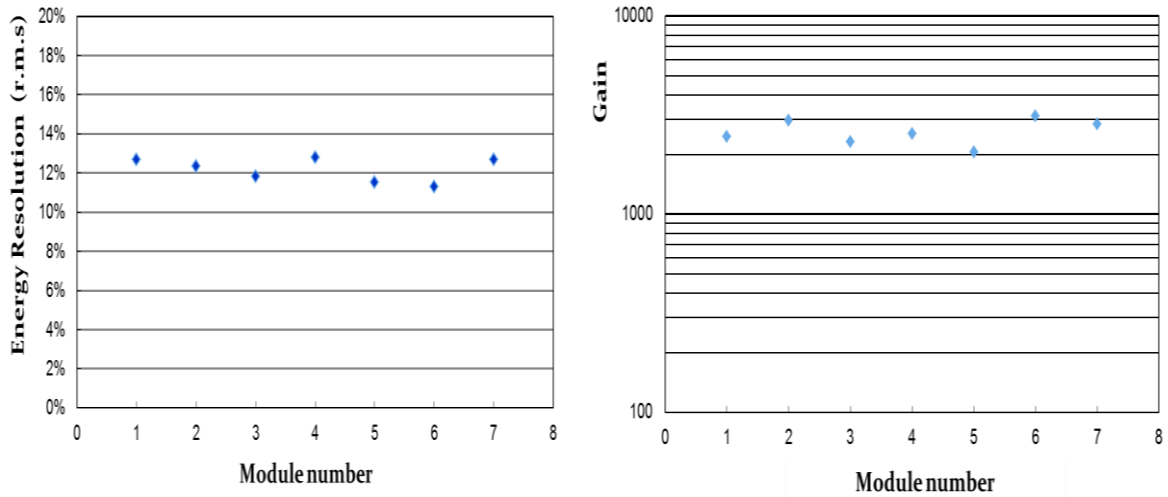 Energy Resolution (r.m.s)
20%
18%
16%
14%
12%
10%
8%
6%
4%
2%
0%
0 1 2 3 4 5 6 7 8
Module number
Gain
10000
1000
100
0 1 2 3 4 5 6 7 8
Module number